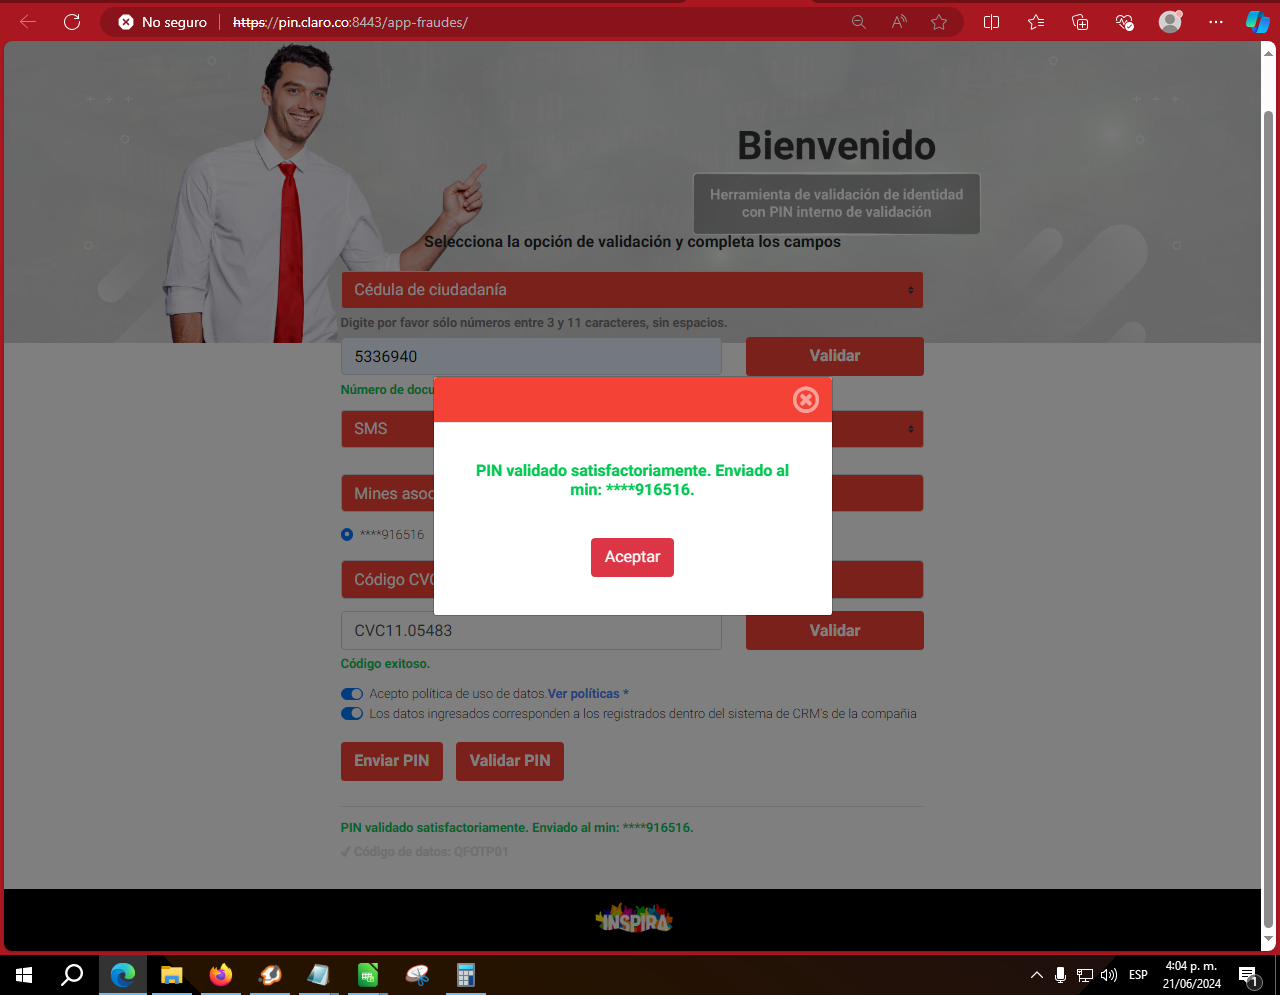 No seguro
https://pin.claro.co:8443/app-fraudes/
Bienvenido
Herramienta de validación de identidad
con PIN interno de validación
Selecciona la opción de validación y completa los campos
Cédula de ciudadanía
Digite por favor sólo números entre 3 y 11 caracteres, sin espacios.
5336940
Validar
Número de docu
SMS
PIN validado satisfactoriamente. Enviado al
min: ****916516.
Mines asoc
****916516
Aceptar
Código CVC
CVC11.05483
Validar
Código exitoso.
Acepto política de uso de datos.Ver políticas *
Los datos ingresados corresponden a los registrados dentro del sistema de CRM's de la compañia
Enviar PIN
Validar PIN
PIN validado satisfactoriamente. Enviado al min: ****916516.
✔ Código de datos: QFOTP01
INSPIRA
ESP
4:04 p. m.
21/06/2024
1